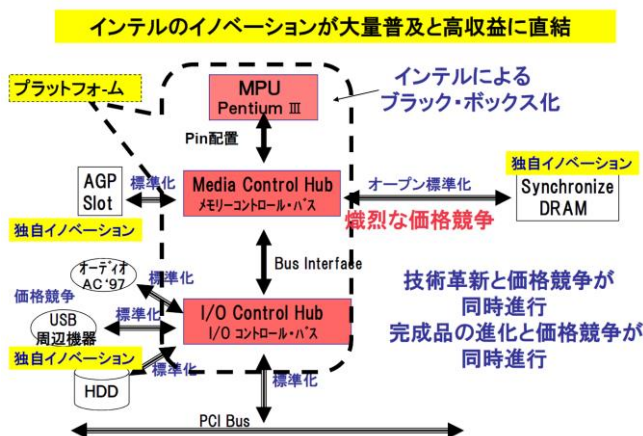 インテルのイノベーションが大量普及と高収益に直結
プラットフォーム
MPU
Pentium Ⅲ
インテルによる
ブラック・ボックス化
Pin配置
AGP
Slot
標準化
Media Control Hub
メモリーコントロール・バス
オープン標準化
独自イノベーション
Synchronize
DRAM
独自イノベーション
熾烈な価格競争
Bus Interface
オーディオ
AC '97
標準化
価格競争
USB
周辺機器
標準化
I/O Control Hub
I/O コントロール・バス
技術革新と価格競争が
同時進行
完成品の進化と価格競争が
同時進行
独自イノベーション
HDD
標準化
標準化
PCI Bus